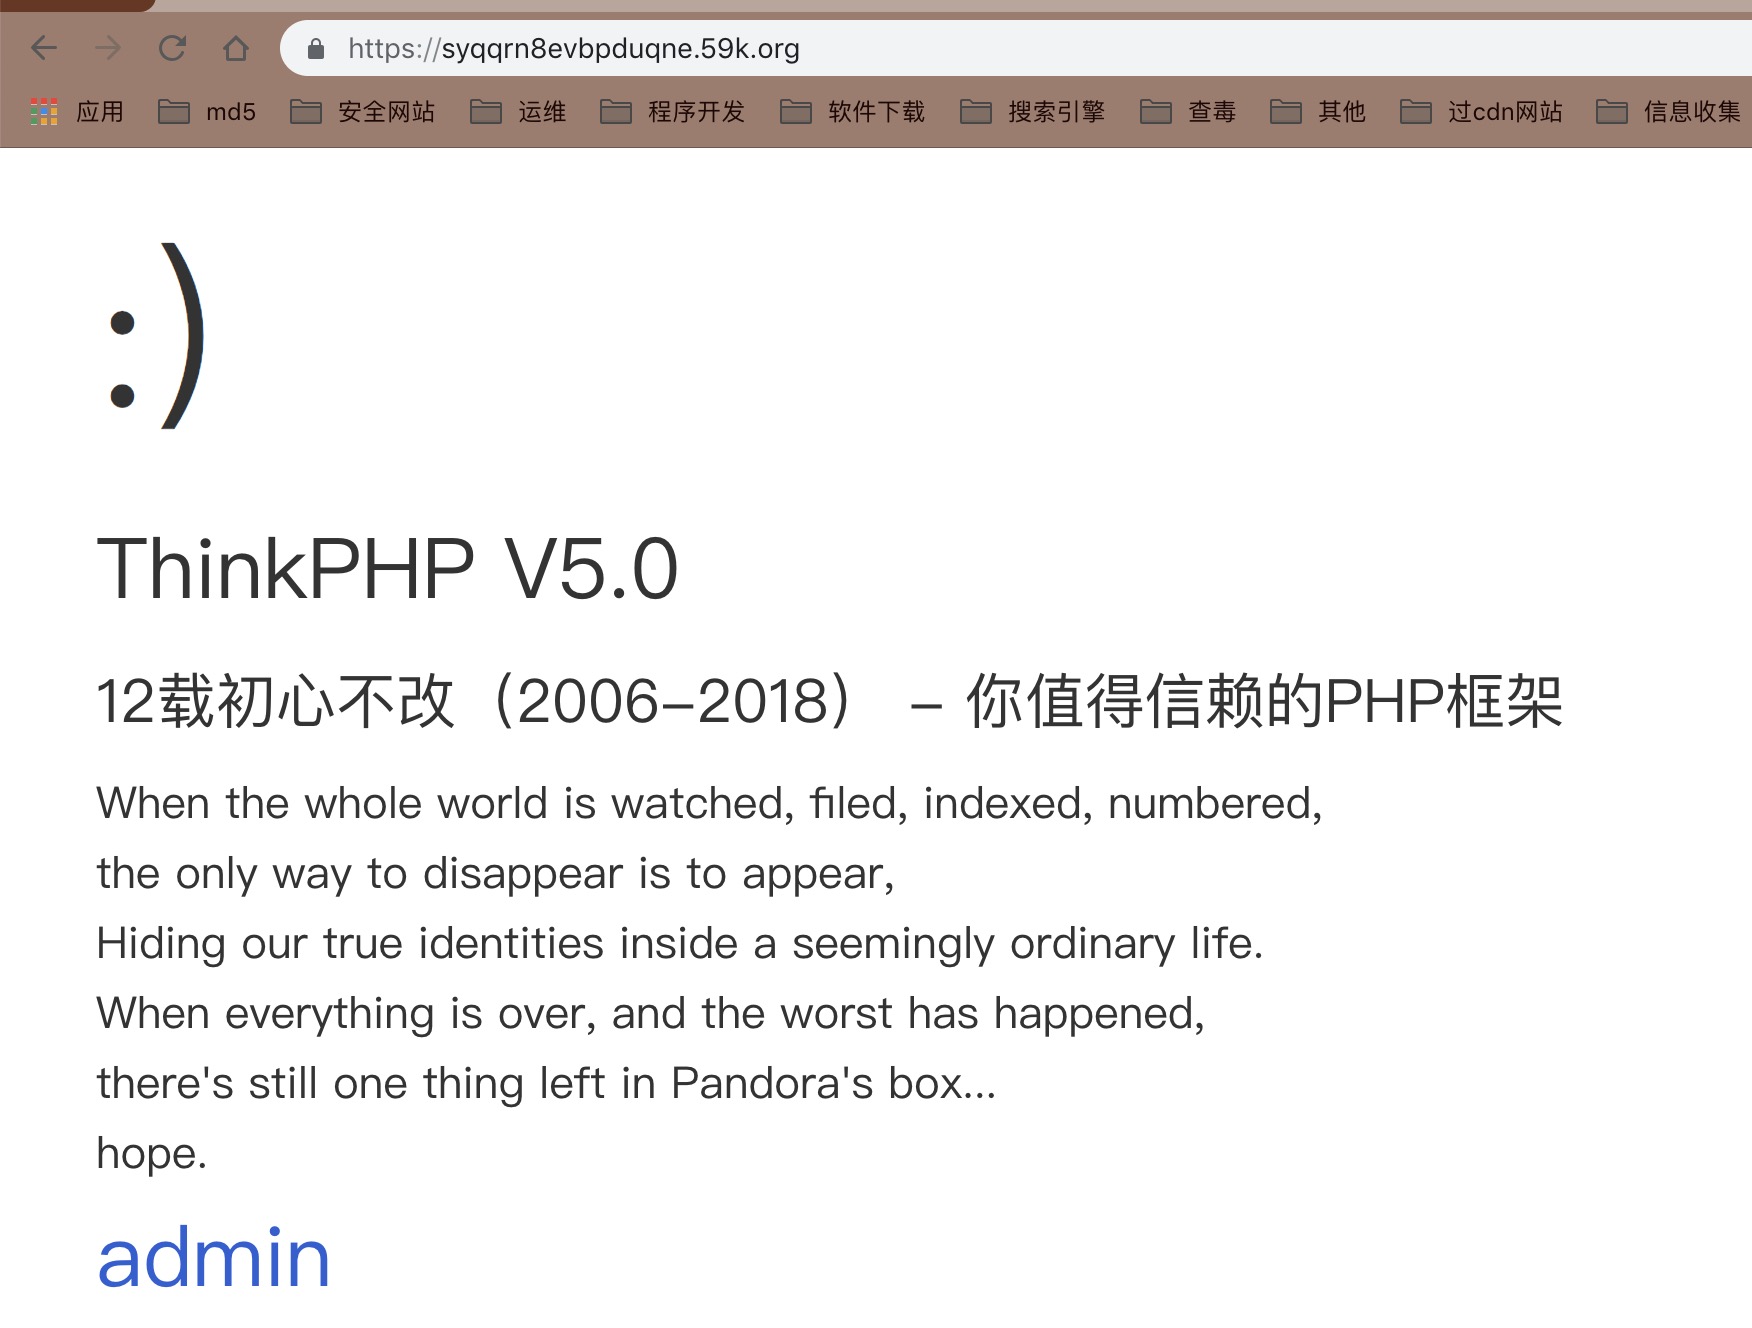 https://syqqrn8evbpduqne.59k.org
应用 md5 安全网站 运维 程序开发 软件下载 搜索引擎 查毒 其他 过cdn网站 信息收集
:)
ThinkPHP V5.0
12载初心不改（2006-2018） - 你值得信赖的PHP框架
When the whole world is watched, filed, indexed, numbered,
the only way to disappear is to appear,
Hiding our true identities inside a seemingly ordinary life.
When everything is over, and the worst has happened,
there's still one thing left in Pandora's box...
hope.
admin